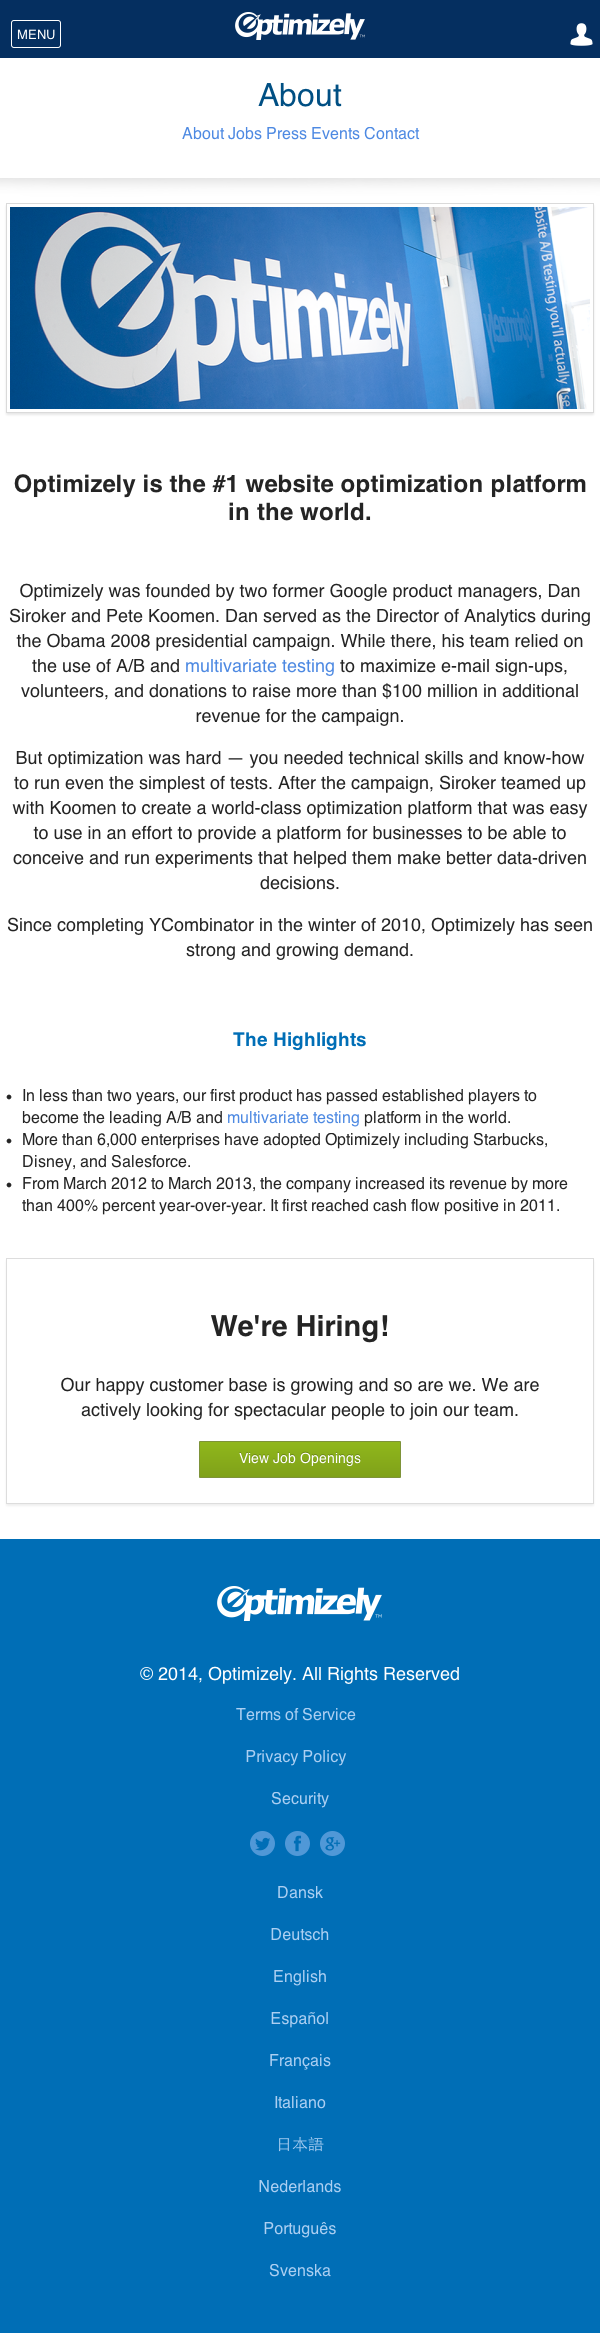 MENU
Optimizely™
About
About Jobs Press Events Contact
Optimizely
ebsite A/B testing you'll actually use
Optimizely is the #1 website optimization platform
in the world.
Optimizely was founded by two former Google product managers, Dan
Siroker and Pete Koomen. Dan served as the Director of Analytics during
the Obama 2008 presidential campaign. While there, his team relied on
the use of A/B and multivariate testing to maximize e-mail sign-ups,
volunteers, and donations to raise more than $100 million in additional
revenue for the campaign.
But optimization was hard — you needed technical skills and know-how
to run even the simplest of tests. After the campaign, Siroker teamed up
with Koomen to create a world-class optimization platform that was easy
to use in an effort to provide a platform for businesses to be able to
conceive and run experiments that helped them make better data-driven
decisions.
Since completing YCombinator in the winter of 2010, Optimizely has seen
strong and growing demand.
The Highlights
• In less than two years, our first product has passed established players to
become the leading A/B and multivariate testing platform in the world.
• More than 6,000 enterprises have adopted Optimizely including Starbucks,
Disney, and Salesforce.
• From March 2012 to March 2013, the company increased its revenue by more
than 400% percent year-over-year. It first reached cash flow positive in 2011.
We're Hiring!
Our happy customer base is growing and so are we. We are
actively looking for spectacular people to join our team.
View Job Openings
Optimizely™
© 2014, Optimizely. All Rights Reserved
Terms of Service
Privacy Policy
Security
Dansk
Deutsch
English
Español
Français
Italiano
日本語
Nederlands
Português
Svenska